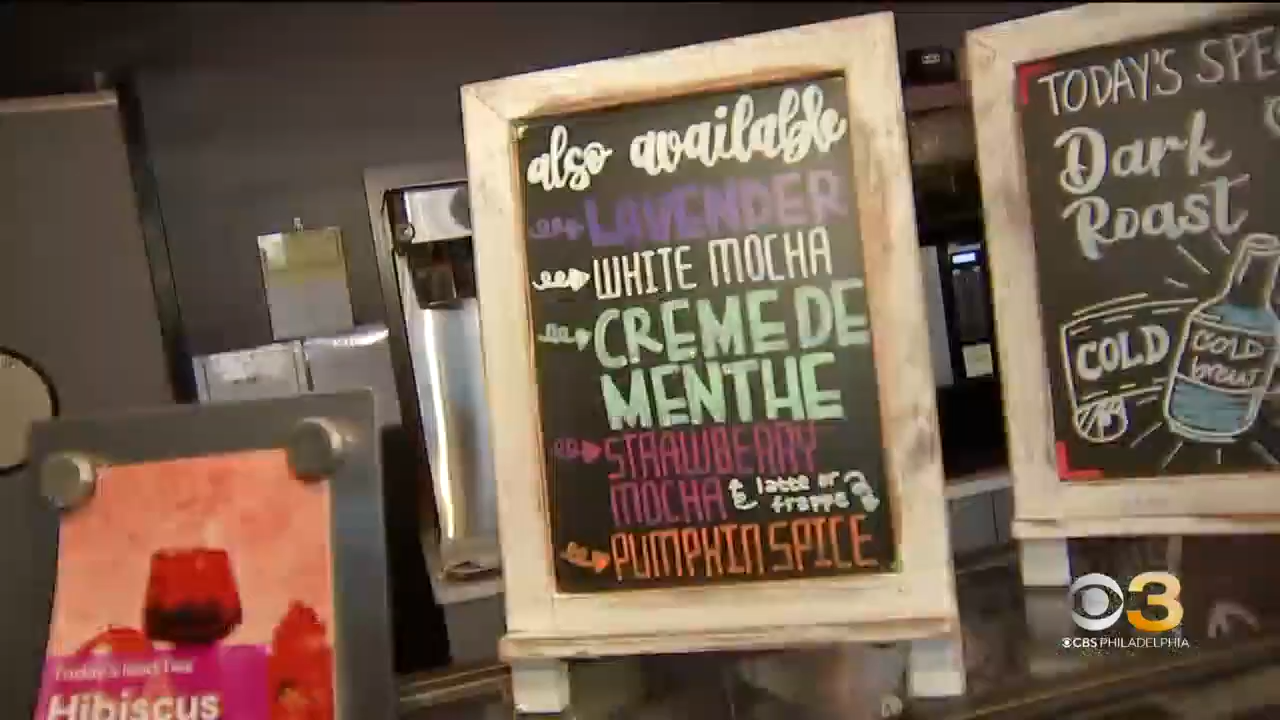 also available
LAVENDER
WHITE MOCHA
CREME DE
MENTHE
STRAWBERRY
MOCHA latte or
frappe
PUMPKIN SPICE
TODAY'S SPE
Dark
Roast
COLD
COLD
brew
Today's Iced Tea
Hibiscus
3
CBS PHILADELPHIA